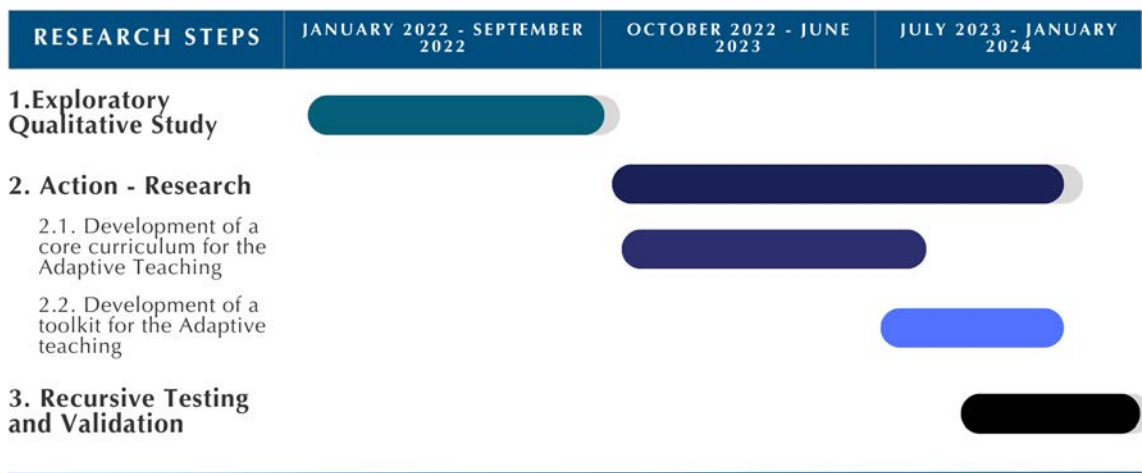 RESEARCH STEPS
JANUARY 2022 - SEPTEMBER
2022
OCTOBER 2022 - JUNE
2023
JULY 2023 - JANUARY
2024
1.Exploratory
Qualitative Study
2. Action - Research
2.1. Development of a
core curriculum for the
Adaptive Teaching
2.2. Development of a
toolkit for the Adaptive
teaching
3. Recursive Testing
and Validation